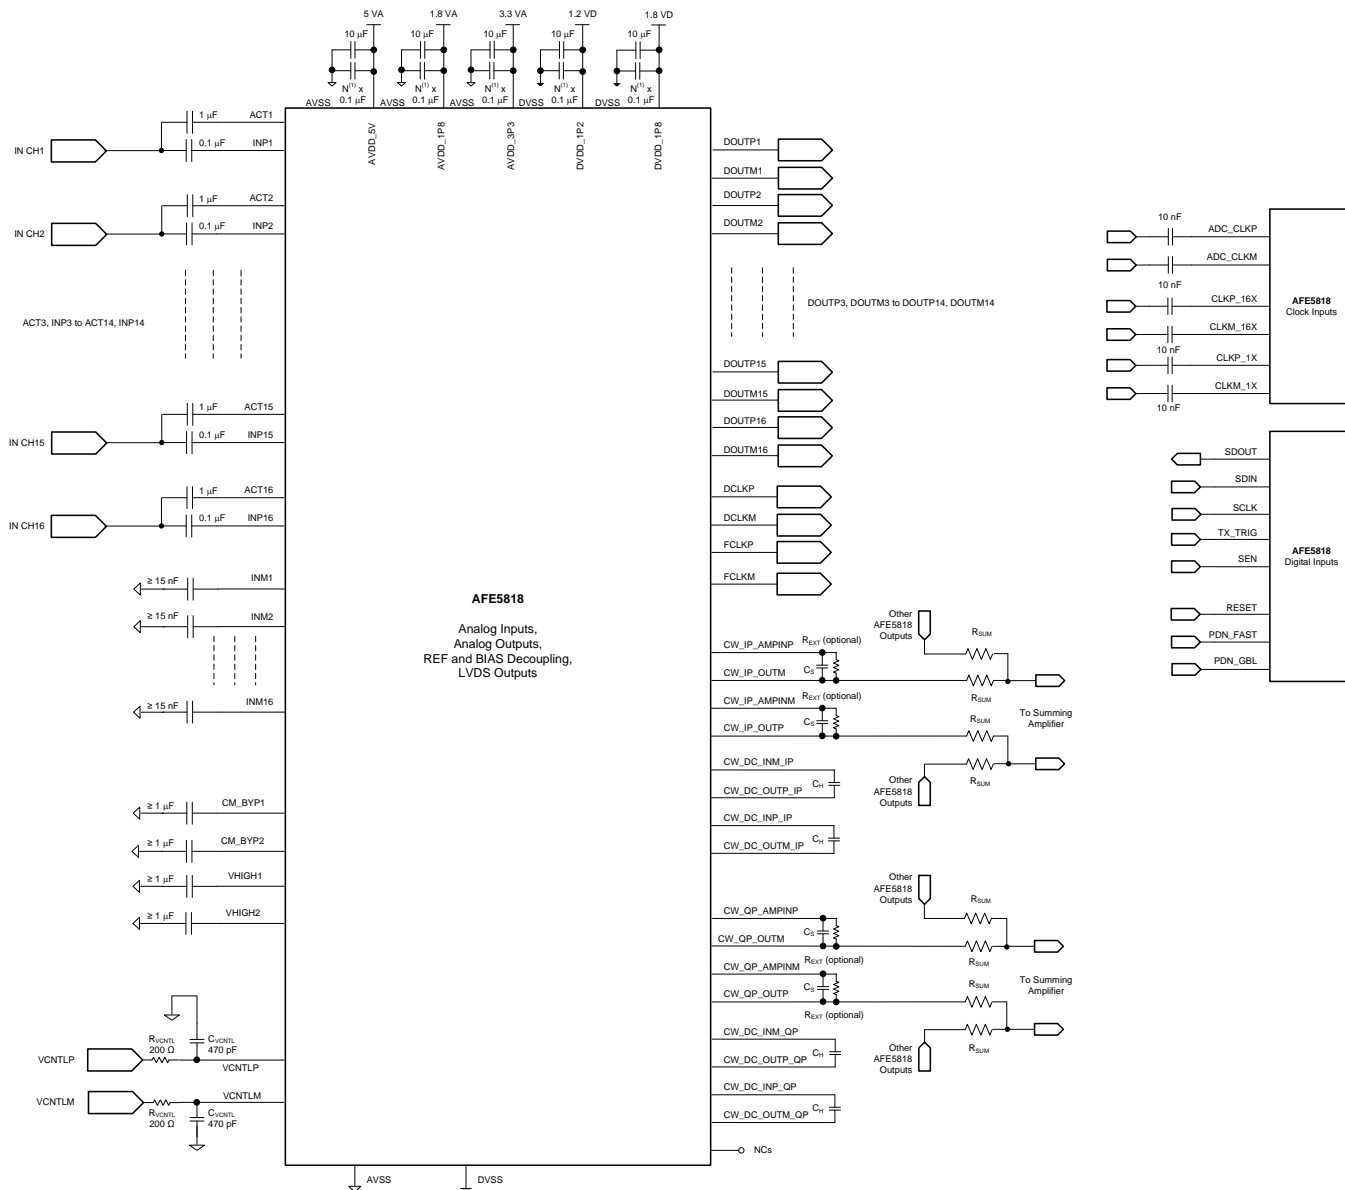 5 VA
1.8 VA
3.3 VA
1.2 VD
1.8 VD
10 µF
10 µF
10 µF
10 µF
10 µF
N(1) x
0.1 µF
N(1) x
0.1 µF
N(1) x
0.1 µF
N(1) x
0.1 µF
N(1) x
0.1 µF
AVSS
AVSS
AVSS
DVSS
DVSS
AVDD_5V
AVDD_1P8
AVDD_3P3
DVDD_1P2
DVDD_1P8
IN CH1
1 µF
ACT1
0.1 µF
INP1
IN CH2
1 µF
ACT2
0.1 µF
INP2
ACT3, INP3 to ACT14, INP14
IN CH15
1 µF
ACT15
0.1 µF
INP15
IN CH16
1 µF
ACT16
0.1 µF
INP16
≥ 15 nF
INM1
≥ 15 nF
INM2
≥ 15 nF
INM16
≥ 1 µF
CM_BYP1
≥ 1 µF
CM_BYP2
≥ 1 µF
VHIGH1
≥ 1 µF
VHIGH2
VCNTLP
RVCNTL
200 Ω
CVCNTL
470 pF
VCNTLP
VCNTLM
RVCNTL
200 Ω
VCNTLM
CVCNTL
470 pF
AFE5818
Analog Inputs,
Analog Outputs,
REF and BIAS Decoupling,
LVDS Outputs
AVSS
DVSS
DOUTP1
DOUTM1
DOUTP2
DOUTM2
DOUTP3, DOUTM3 to DOUTP14, DOUTM14
DOUTP15
DOUTM15
DOUTP16
DOUTM16
DCLKP
DCLKM
FCLKP
FCLKM
CW_IP_AMPINP
REXT (optional)
CS
CW_IP_OUTM
Other
AFE5818
Outputs
RSUM
RSUM
CW_IP_AMPINM
REXT (optional)
CS
CW_IP_OUTP
RSUM
To Summing
Amplifier
Other
AFE5818
Outputs
RSUM
CW_DC_INM_IP
CH
CW_DC_OUTP_IP
CW_DC_INP_IP
CH
CW_DC_OUTM_IP
Other
AFE5818
Outputs
RSUM
CW_QP_AMPINP
CS
CW_QP_OUTM
REXT (optional)
RSUM
CW_QP_AMPINM
CS
CW_QP_OUTP
REXT (optional)
RSUM
To Summing
Amplifier
Other
AFE5818
Outputs
RSUM
CW_DC_INM_QP
CH
CW_DC_OUTP_QP
CW_DC_INP_QP
CH
CW_DC_OUTM_QP
NCs
10 nF
ADC_CLKP
ADC_CLKM
10 nF
CLKP_16X
CLKM_16X
10 nF
CLKP_1X
CLKM_1X
10 nF
AFE5818
Clock Inputs
SDOUT
SDIN
SCLK
TX_TRIG
SEN
RESET
PDN_FAST
PDN_GBL
AFE5818
Digital Inputs